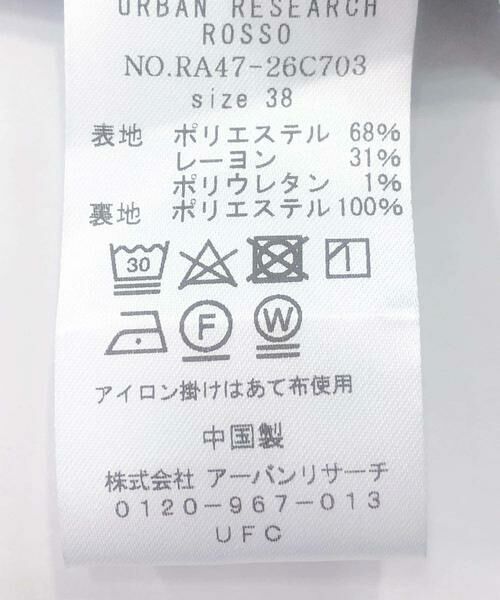 URBAN RESEARCH
ROSSO
NO.RA47-26C703
size 38
表地 ポリエステル 68%
レーヨン 31%
ポリウレタン 1%
裏地 ポリエステル 100%
30
F W
アイロン掛けはあて布使用
中国製
株式会社 アーバンリサーチ
0120-967-013
UFC